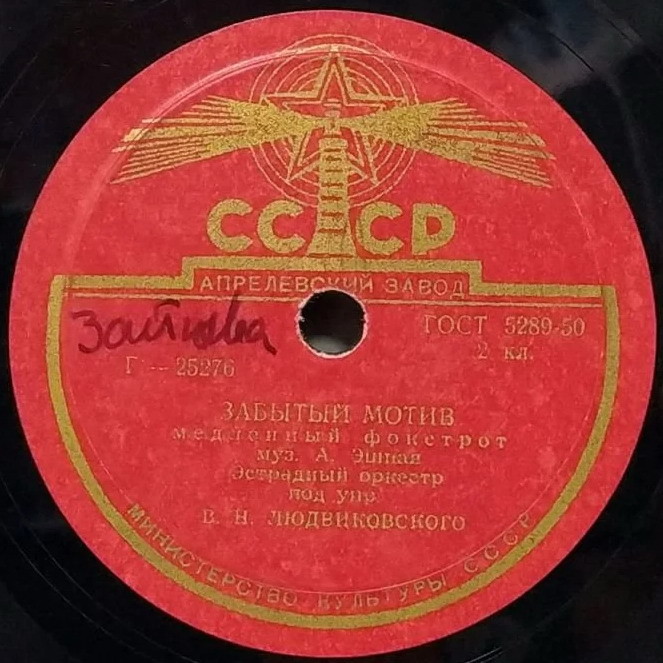 СССР
АПРЕЛЕВСКИЙ ЗАВОД
Зайцева
ГОСТ 5289-50
Г — 25276
2 кл.
ЗАБЫТЫЙ МОТИВ
медленный фокстрот
муз. А. Эшпая
Эстрадный оркестр
под упр.
В. Н. ЛЮДВИКОВСКОГО
МИНИСТЕРСТВО КУЛЬТУРЫ СССР